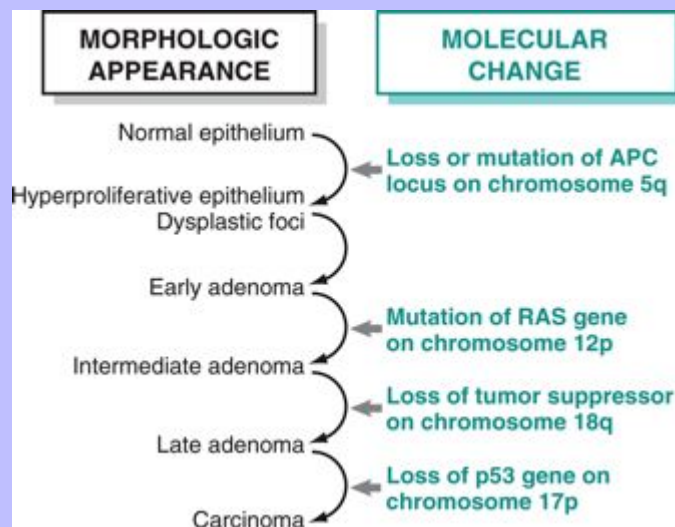 MORPHOLOGIC
APPEARANCE
MOLECULAR
CHANGE
Normal epithelium
Loss or mutation of APC
locus on chromosome 5q
Hyperproliferative epithelium
Dysplastic foci
Early adenoma
Mutation of RAS gene
on chromosome 12p
Intermediate adenoma
Loss of tumor suppressor
on chromosome 18q
Late adenoma
Loss of p53 gene on
chromosome 17p
Carcinoma